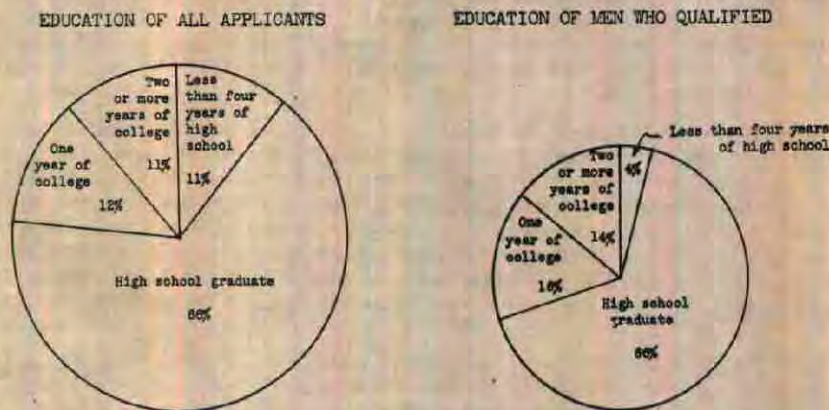 EDUCATION OF ALL APPLICANTS
Two
or more
years of
college
11%
Less
than four
years of
high
school
11%
One
year of
college
12%
High school graduate
66%
EDUCATION OF MEN WHO QUALIFIED
Less than four years
of high school
4%
Two
or more
years of
college
14%
One
year of
college
16%
High school
graduate
66%